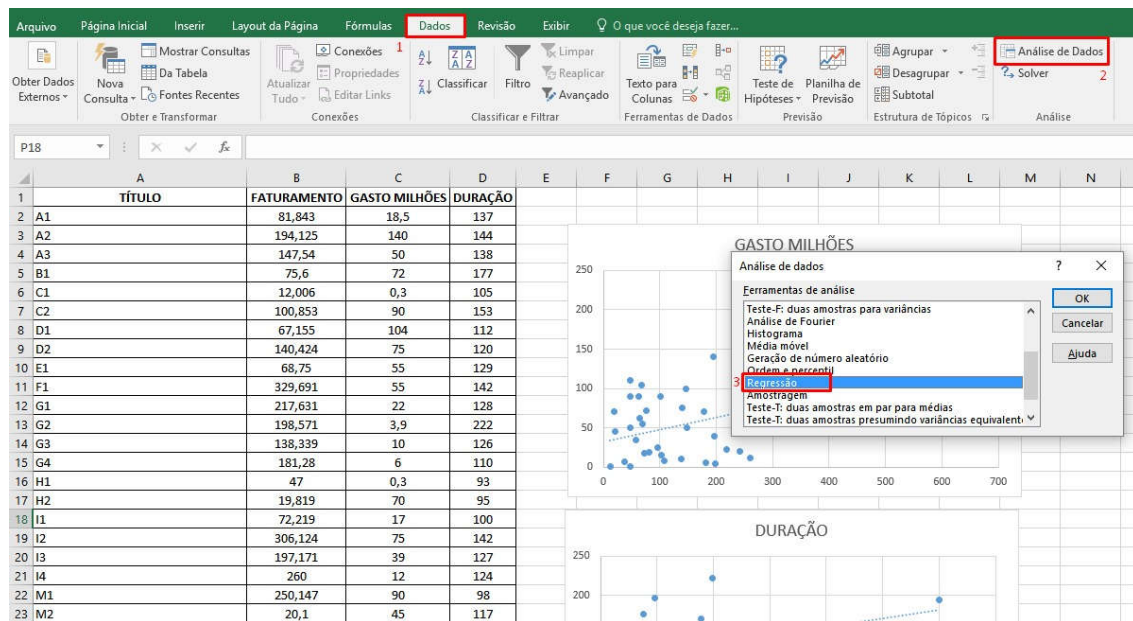 Arquivo Página Inicial Inserir Layout da Página Fórmulas Dados Revisão Exibir O que você deseja fazer...
Obter Dados Externos
Nova Consulta
Mostrar Consultas
Da Tabela
Fontes Recentes
Obter e Transformar
Atualizar Tudo
Conexões 1
Propriedades
Editar Links
Conexões
Classificar
Filtro
Limpar
Reaplicar
Avançado
Classificar e Filtrar
Texto para Colunas
Ferramentas de Dados
Teste de Hipóteses
Planilha de Previsão
Previsão
Agrupar
Desagrupar
Subtotal
Estrutura de Tópicos
Análise de Dados
Solver 2
Análise
P18 fx
A B C D E F G H I J K L M N
1 TÍTULO FATURAMENTO GASTO MILHÕES DURAÇÃO
2 A1 81,843 18,5 137
3 A2 194,125 140 144
4 A3 147,54 50 138
5 B1 75,6 72 177
6 C1 12,006 0,3 105
7 C2 100,853 90 153
8 D1 67,155 104 112
9 D2 140,424 75 120
10 E1 68,75 55 129
11 F1 329,691 55 142
12 G1 217,631 22 128
13 G2 198,571 3,9 222
14 G3 138,339 10 126
15 G4 181,28 6 110
16 H1 47 0,3 93
17 H2 19,819 70 95
18 I1 72,219 17 100
19 I2 306,124 75 142
20 I3 197,171 39 127
21 I4 260 12 124
22 M1 250,147 90 98
23 M2 20,1 45 117
GASTO MILHÕES
250
200
150
100
50
0
0 100 200 300 400 500 600 700
Análise de dados ? X
Ferramentas de análise
Teste-F: duas amostras para variâncias
Análise de Fourier
Histograma
Média móvel
Geração de número aleatório
Ordem e percentil
3 Regressão
Amostragem
Teste-T: duas amostras em par para médias
Teste-T: duas amostras presumindo variâncias equivalent
OK
Cancelar
Ajuda
DURAÇÃO
250
200